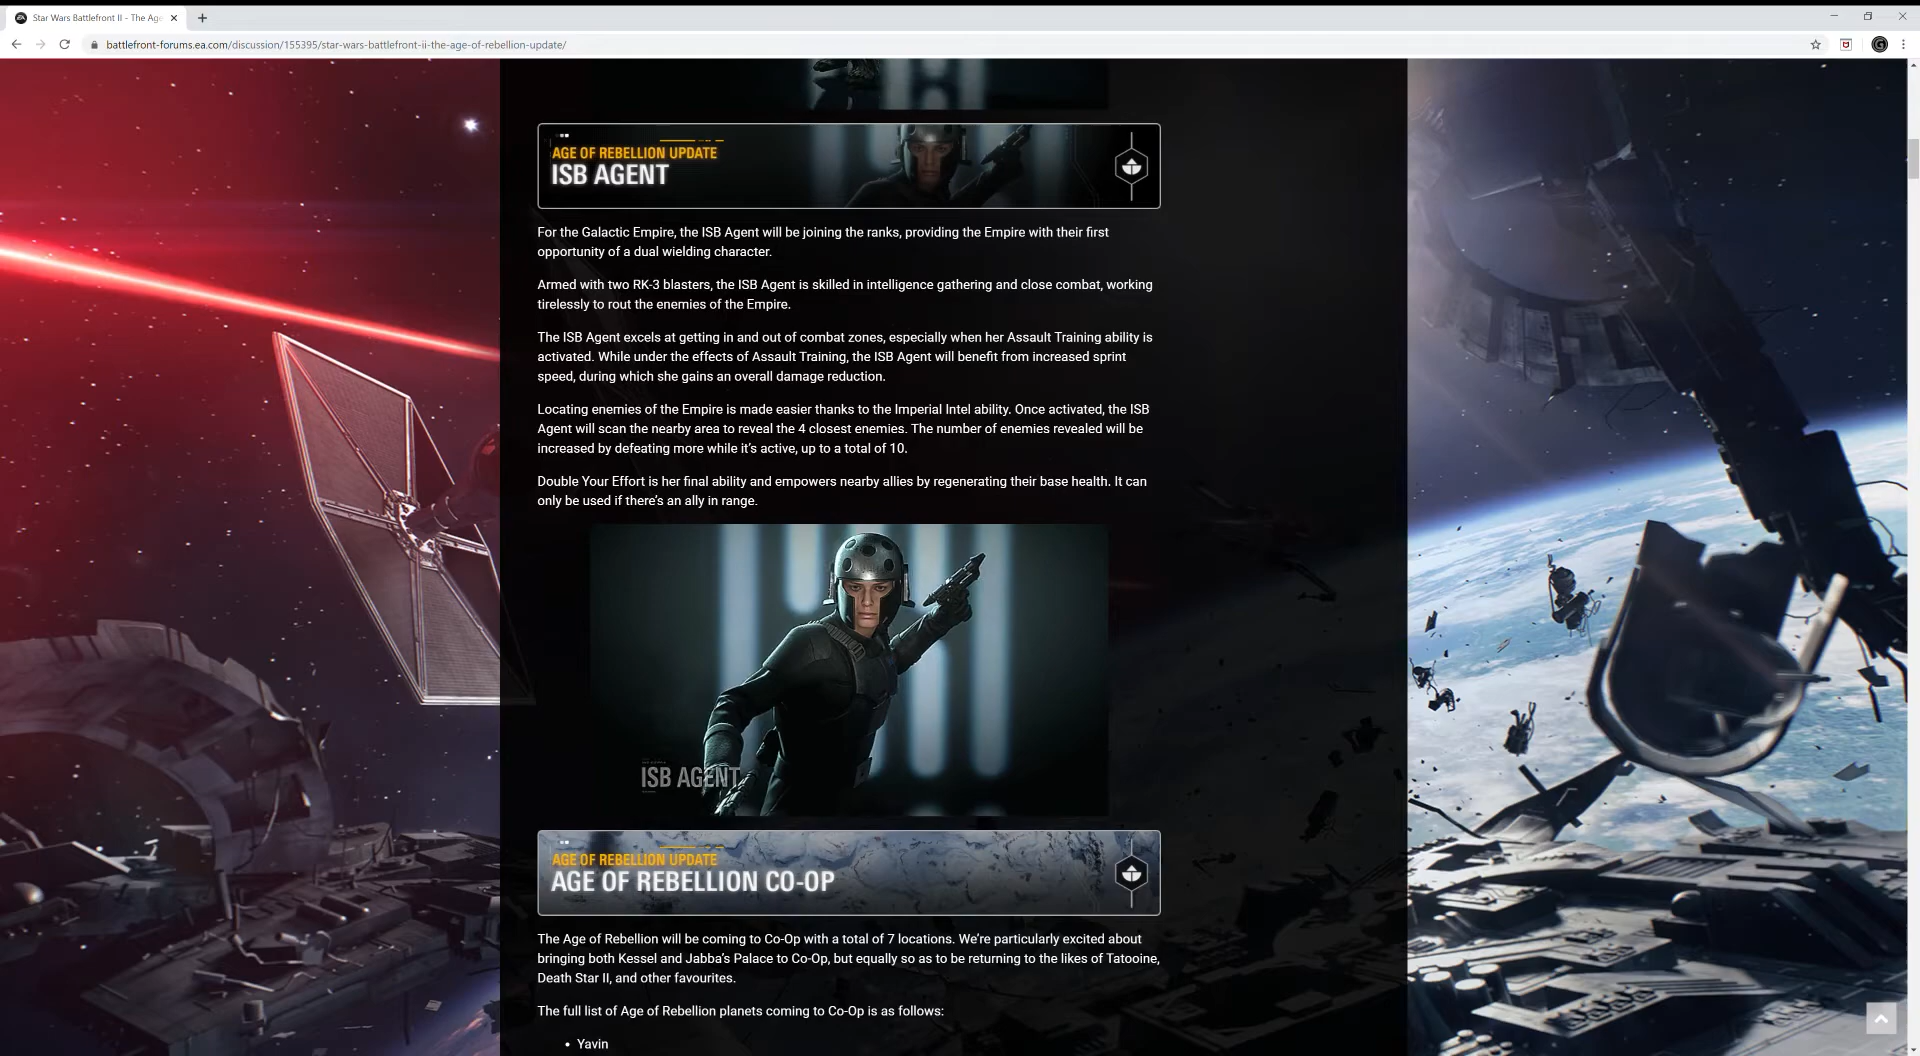 Star Wars Battlefront II - The Age
battlefront-forums.ea.com/discussion/155395/star-wars-battlefront-ii-the-age-of-rebellion-update/
AGE OF REBELLION UPDATE
ISB AGENT
For the Galactic Empire, the ISB Agent will be joining the ranks, providing the Empire with their first
opportunity of a dual wielding character.
Armed with two RK-3 blasters, the ISB Agent is skilled in intelligence gathering and close combat, working
tirelessly to rout the enemies of the Empire.
The ISB Agent excels at getting in and out of combat zones, especially when her Assault Training ability is
activated. While under the effects of Assault Training, the ISB Agent will benefit from increased sprint
speed, during which she gains an overall damage reduction.
Locating enemies of the Empire is made easier thanks to the Imperial Intel ability. Once activated, the ISB
Agent will scan the nearby area to reveal the 4 closest enemies. The number of enemies revealed will be
increased by defeating more while it's active, up to a total of 10.
Double Your Effort is her final ability and empowers nearby allies by regenerating their base health. It can
only be used if there's an ally in range.
ISB AGENT
AGE OF REBELLION UPDATE
AGE OF REBELLION CO-OP
The Age of Rebellion will be coming to Co-Op with a total of 7 locations. We're particularly excited about
bringing both Kessel and Jabba's Palace to Co-Op, but equally so as to be returning to the likes of Tatooine,
Death Star II, and other favourites.
The full list of Age of Rebellion planets coming to Co-Op is as follows:
• Yavin